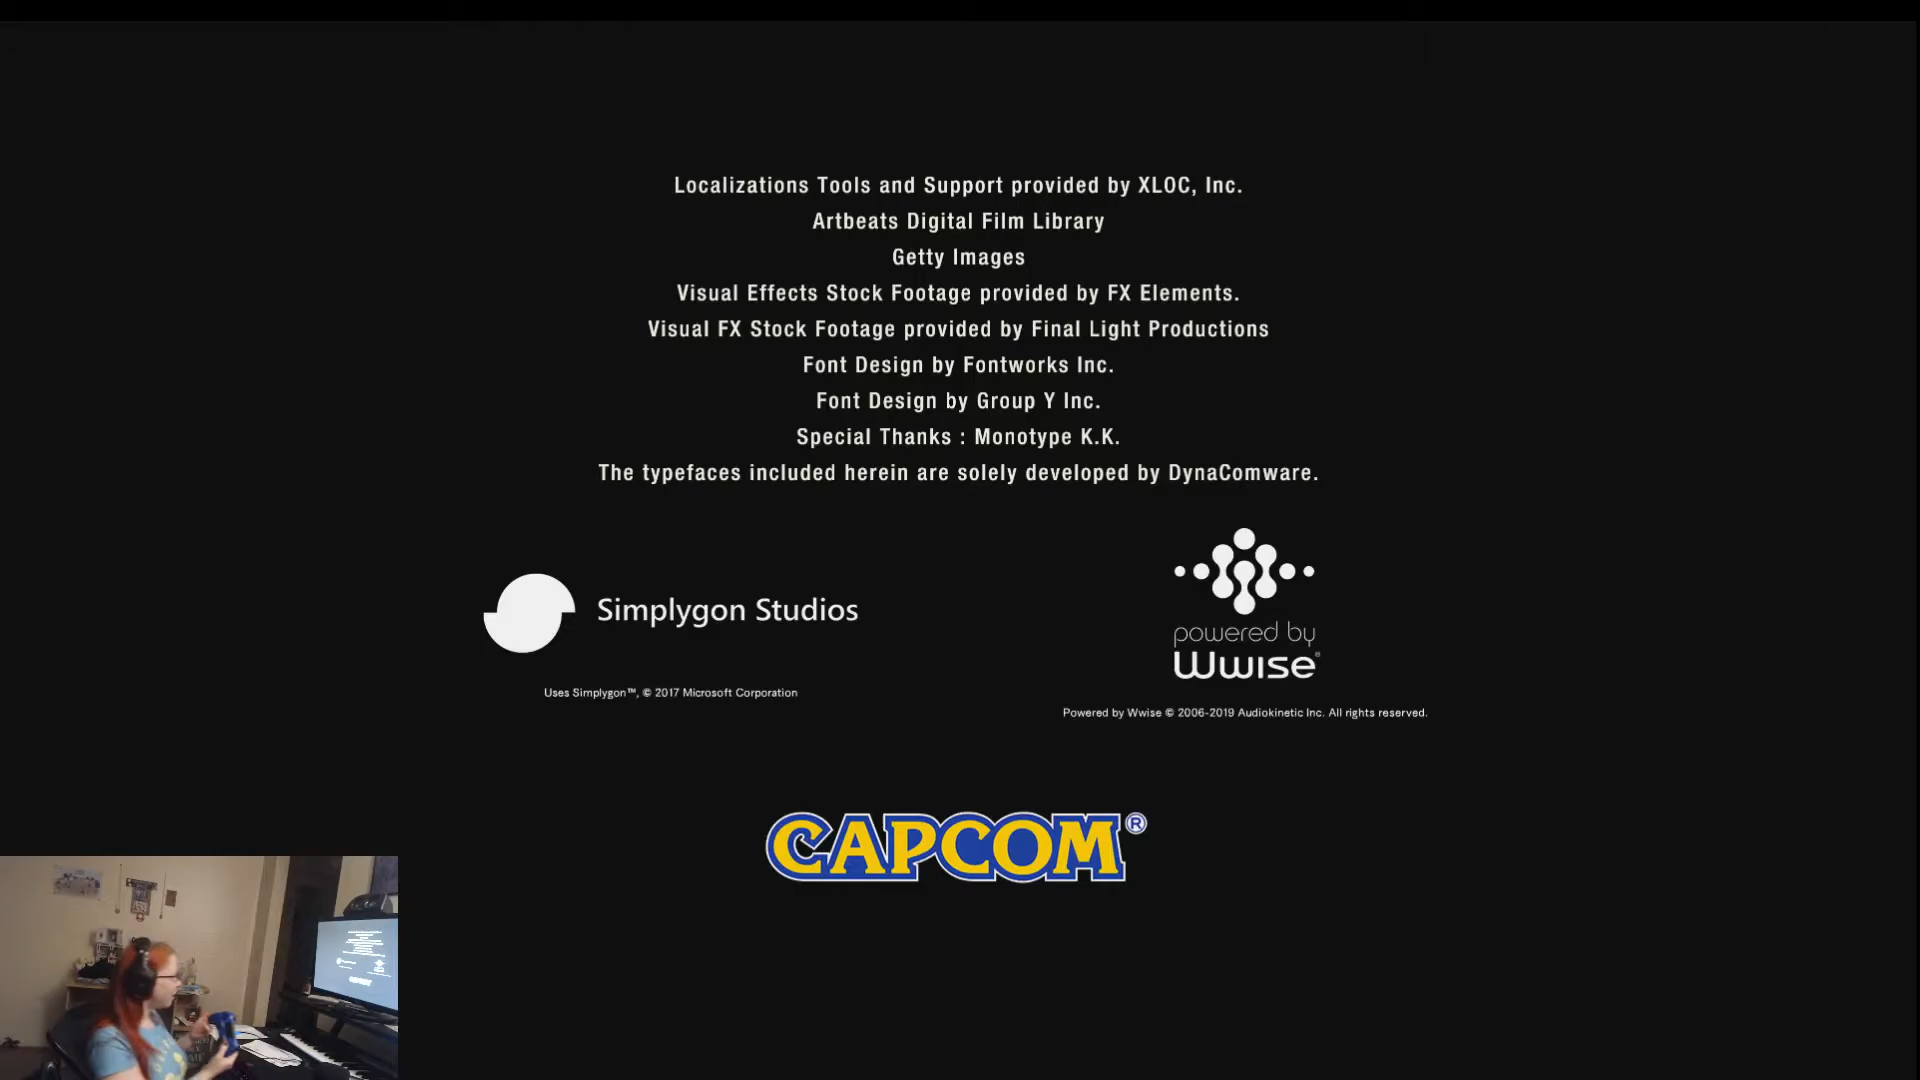 Localizations Tools and Support provided by XLOC, Inc.
Artbeats Digital Film Library
Getty Images
Visual Effects Stock Footage provided by FX Elements.
Visual FX Stock Footage provided by Final Light Productions
Font Design by Fontworks Inc.
Font Design by Group Y Inc.
Special Thanks : Monotype K.K.
The typefaces included herein are solely developed by DynaComware.
Simplygon Studios
Uses Simplygon™, © 2017 Microsoft Corporation
powered by
Wwise®
Powered by Wwise © 2006-2019 Audiokinetic Inc. All rights reserved.
CAPCOM®